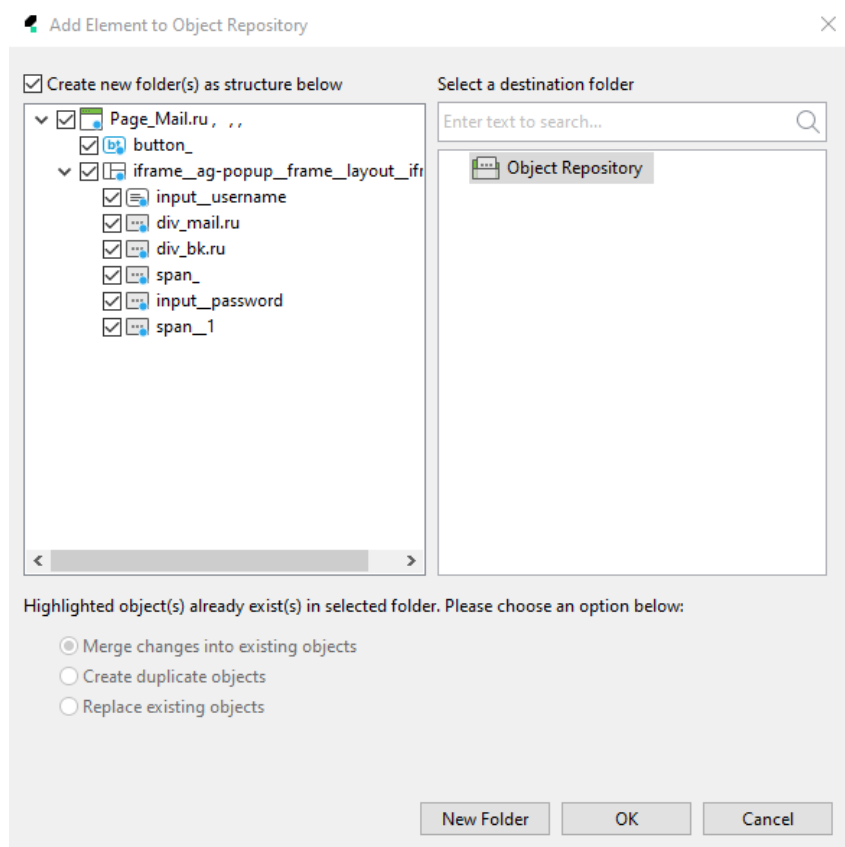 Add Element to Object Repository
Create new folder(s) as structure below
Select a destination folder
Page_Mail.ru , , ,
button_
iframe__ag-popup__frame__layout__ifr
input__username
div_mail.ru
div_bk.ru
span_
input__password
span__1
Enter text to search...
Object Repository
Highlighted object(s) already exist(s) in selected folder. Please choose an option below:
Merge changes into existing objects
Create duplicate objects
Replace existing objects
New Folder
OK
Cancel